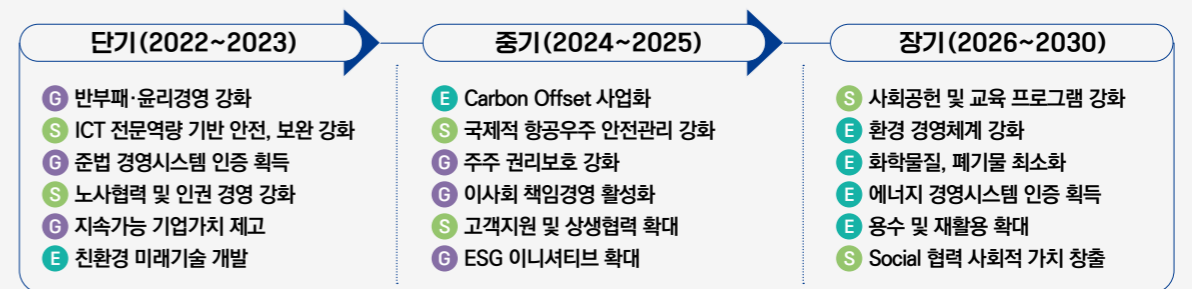 단기(2022~2023)
G 반부패·윤리경영 강화
S ICT 전문역량 기반 안전, 보완 강화
G 준법 경영시스템 인증 획득
S 노사협력 및 인권 경영 강화
G 지속가능 기업가치 제고
E 친환경 미래기술 개발
중기(2024~2025)
E Carbon Offset 사업화
S 국제적 항공우주 안전관리 강화
G 주주 권리보호 강화
G 이사회 책임경영 활성화
S 고객지원 및 상생협력 확대
G ESG 이니셔티브 확대
장기(2026~2030)
S 사회공헌 및 교육 프로그램 강화
E 환경 경영체계 강화
E 화학물질, 폐기물 최소화
E 에너지 경영시스템 인증 획득
E 용수 및 재활용 확대
S Social 협력 사회적 가치 창출